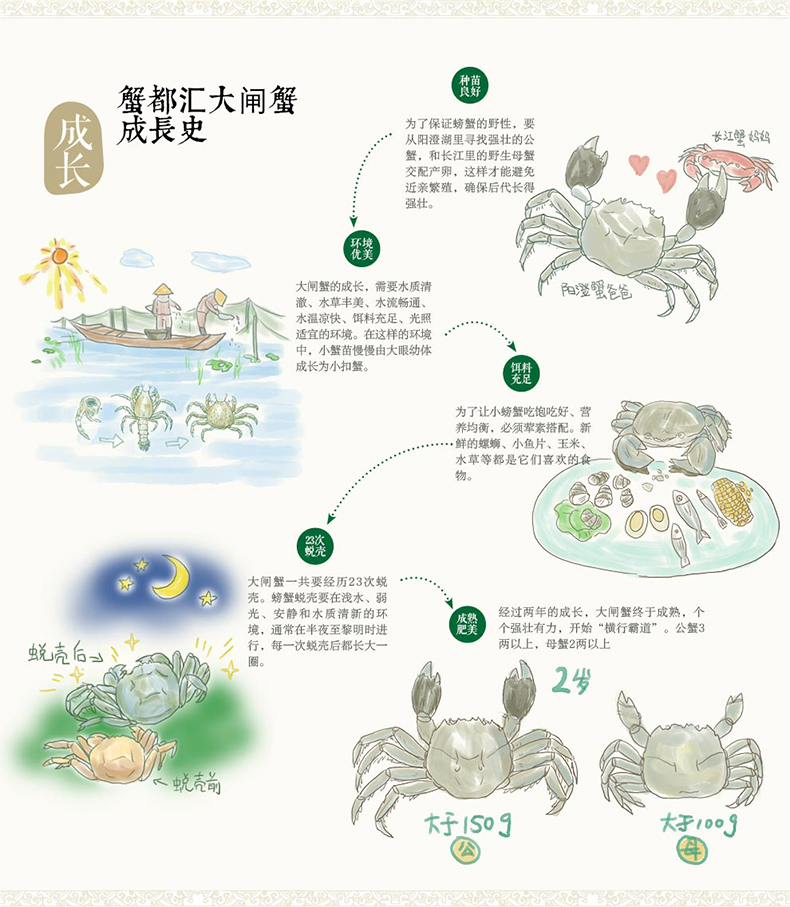 成长
蟹都汇大闸蟹
成長史
种苗
良好
为了保证螃蟹的野性，要
从阳澄湖里寻找强壮的公
蟹，和长江里的野生母蟹
交配产卵，这样才能避免
近亲繁殖，确保后代长得
强壮。
长江蟹妈妈
阳澄蟹爸爸
环境
优美
大闸蟹的成长，需要水质清
澈、水草丰美、水流畅通、
水温凉快、饵料充足、光照
适宜的环境。在这样的环境
中，小蟹苗慢慢由大眼幼体
成长为小扣蟹。
饵料
充足
为了让小螃蟹吃饱吃好、营
养均衡，必须荤素搭配。新
鲜的螺蛳、小鱼片、玉米、
水草等都是它们喜欢的食
物。
23次
蜕壳
大闸蟹一共要经历23次蜕
壳。螃蟹蜕壳要在浅水、弱
光、安静和水质清新的环
境，通常在半夜至黎明时进
行，每一次蜕壳后都长大一
圈。
蜕壳后
蜕壳前
成熟
肥美
经过两年的成长，大闸蟹终于成熟，个
个强壮有力，开始“横行霸道”。公蟹3
两以上，母蟹2两以上
2岁
大于150g
公
大于100g
母